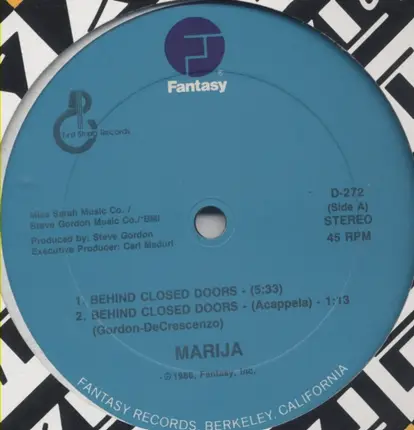 Fantasy
First String Records
D-272
(Side A)
STEREO
45 RPM
Miss Sarah Music Co. /
Steve Gordon Music Co./BMI
Produced by: Steve Gordon
Executive Producer: Carl Maduri
1. BEHIND CLOSED DOORS - (5:33)
2. BEHIND CLOSED DOORS - (Acappela) - 1:13
(Gordon-DeCrescenzo)
MARIJA
© 1986, Fantasy, Inc.
FANTASY RECORDS, BERKELEY, CALIFORNIA